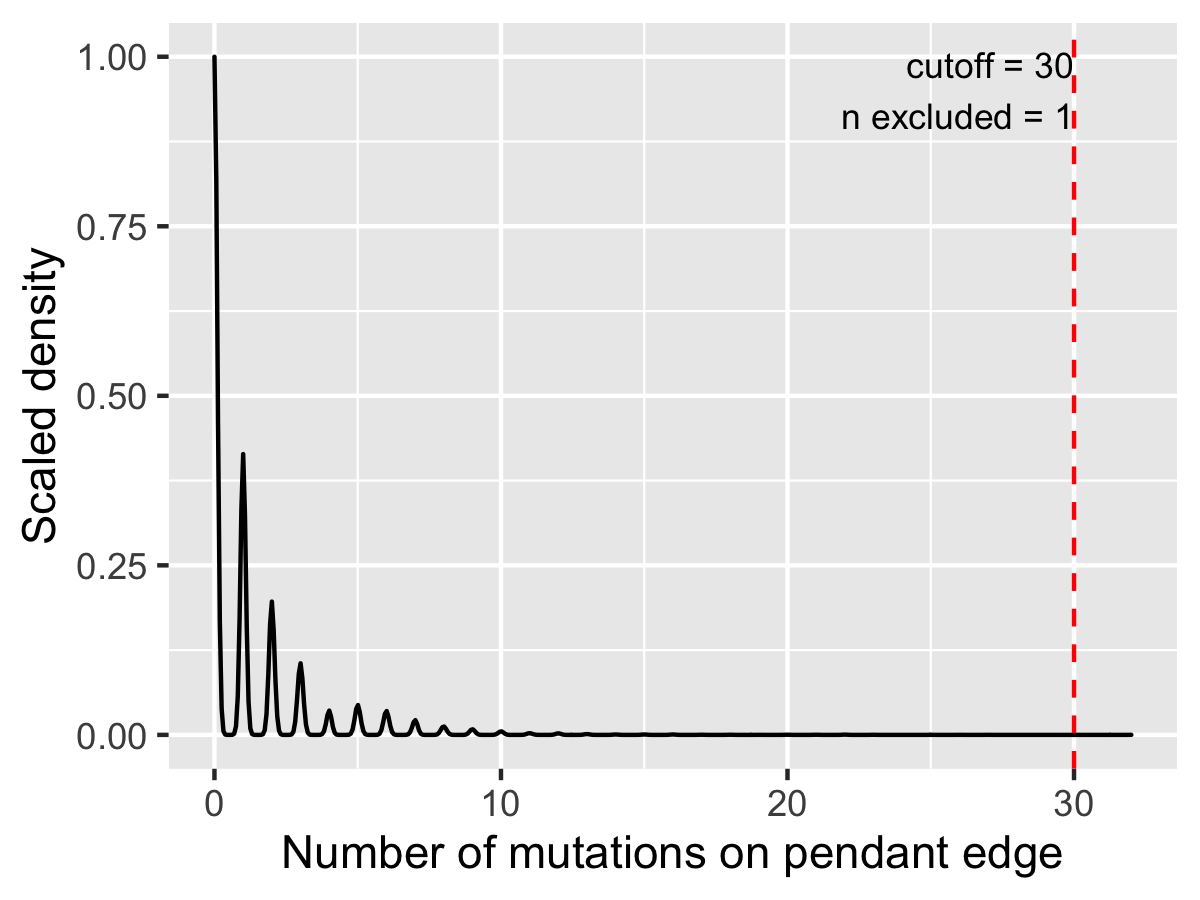 cutoff = 30
n excluded = 1
1.00
0.75
0.50
0.25
0.00
Scaled density
0 10 20 30
Number of mutations on pendant edge